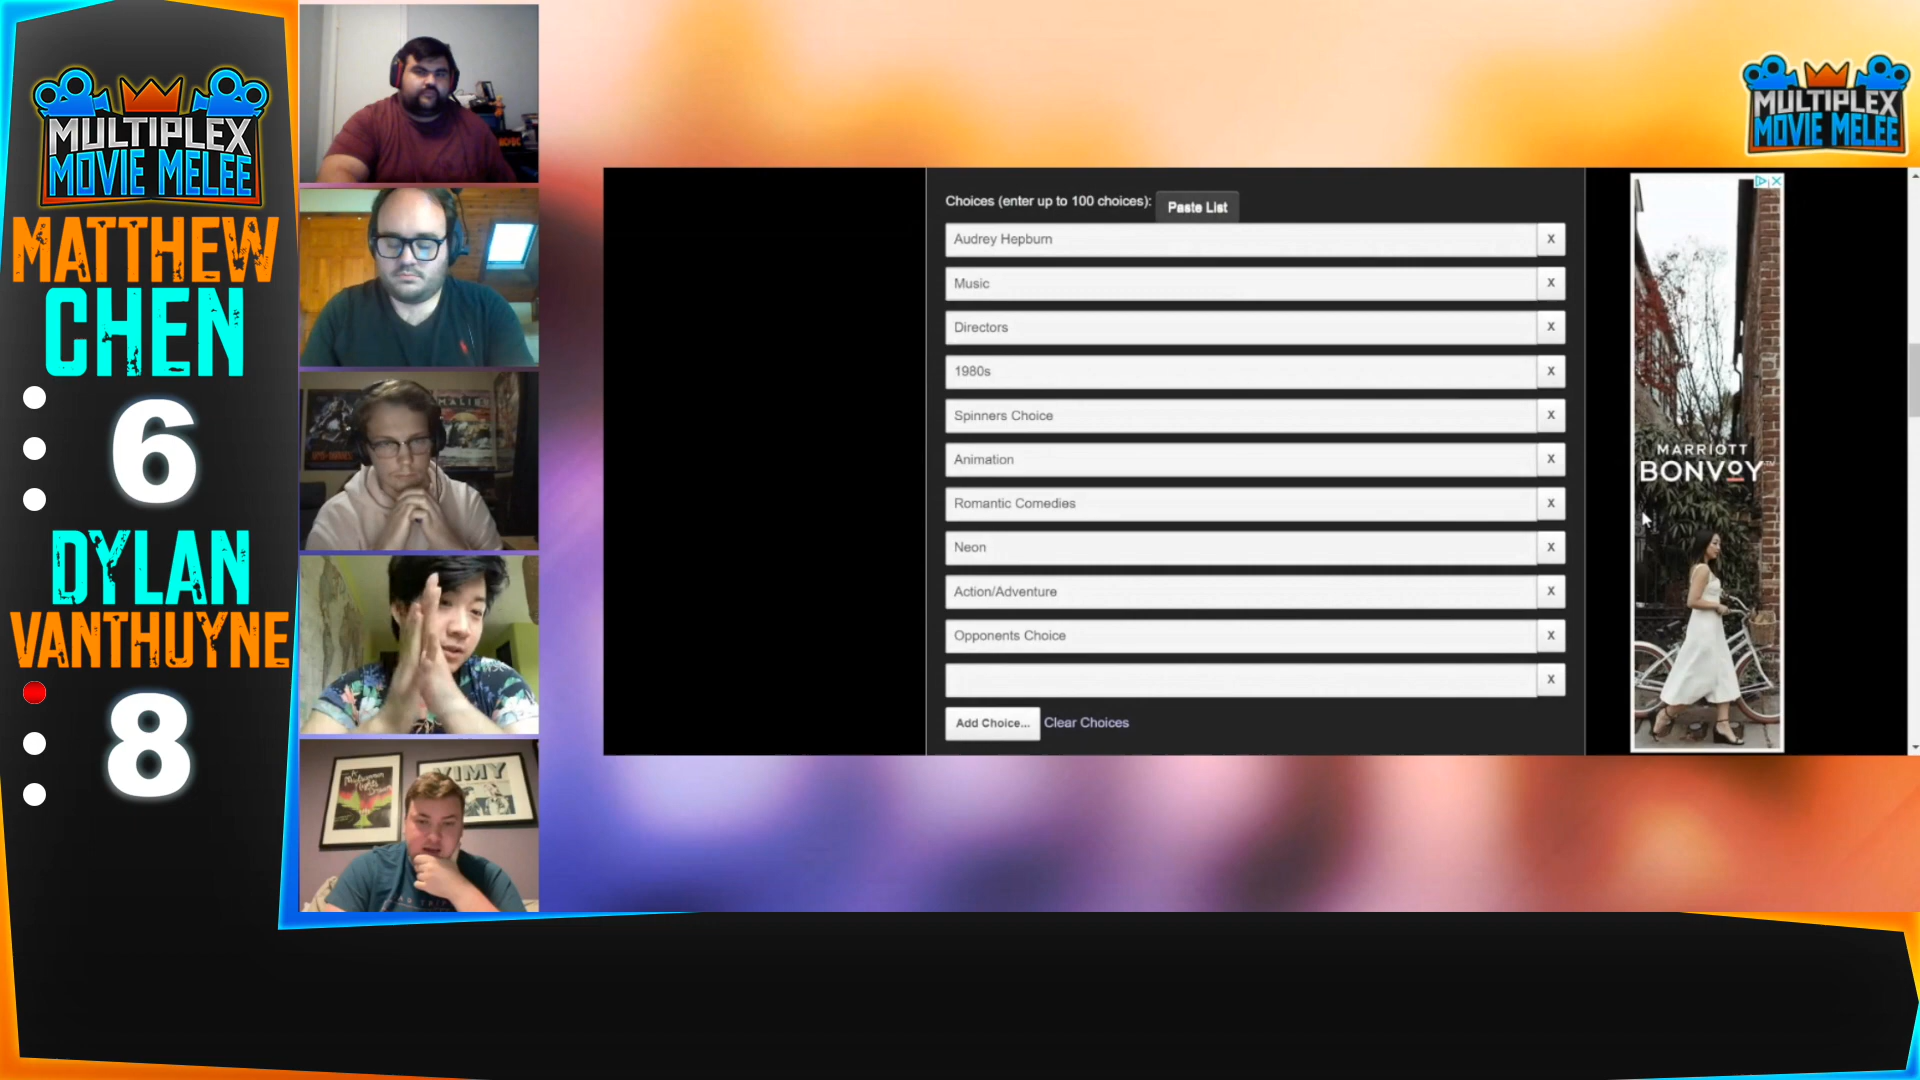 MULTIPLEX
MOVIE MELEE
MATTHEW
CHEN
6
DYLAN
VANTHUYNE
8
MULTIPLEX
MOVIE MELEE
Choices (enter up to 100 choices):
Paste List
Audrey Hepburn
X
Music
X
Directors
X
1980s
X
Spinners Choice
X
Animation
X
Romantic Comedies
X
Neon
X
Action/Adventure
X
Opponents Choice
X
X
Add Choice...
Clear Choices
MARRIOTT
BONVOY